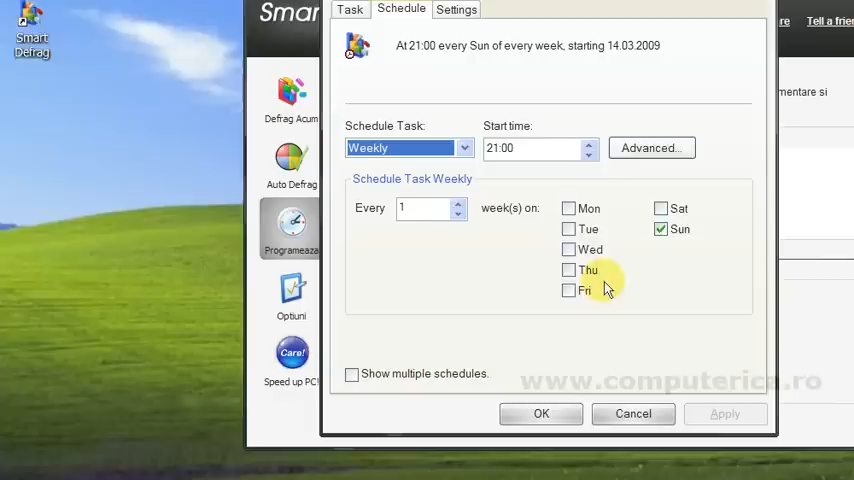 Smart
Defrag
Smar
re
Tell a frien
Task
Schedule
Settings
At 21:00 every Sun of every week, starting 14.03.2009
Defrag Acum
Auto Defrag
Programeaza
Optiuni
Care!
Speed up PC!
mentare si
Schedule Task:
Start time:
Weekly
21:00
Advanced...
Schedule Task Weekly
Every
1
week(s) on:
Mon
Sat
Tue
Sun
Wed
Thu
Fri
Show multiple schedules.
www.computerica.ro
OK
Cancel
Apply